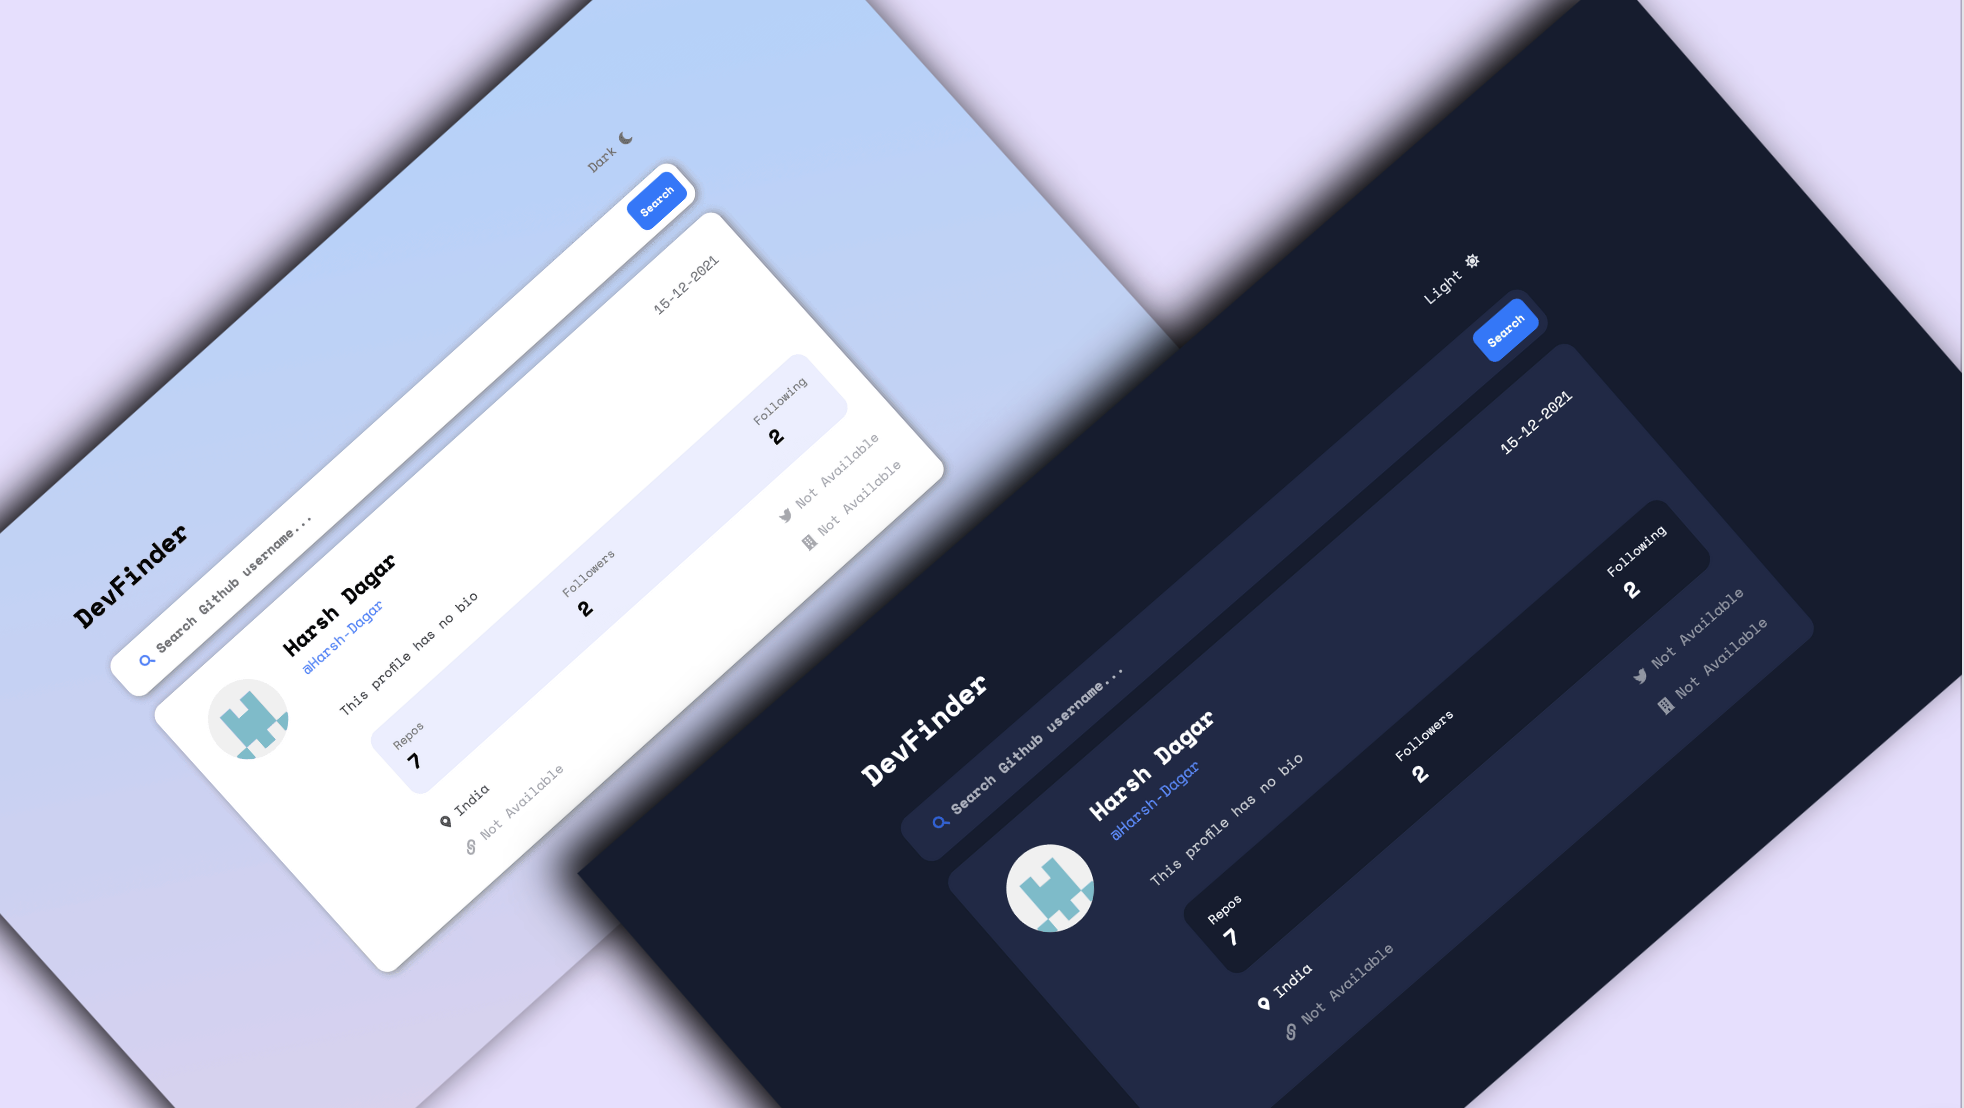 DevFinder
Dark
Search Github username...
Search
Harsh Dagar
15-12-2021
@Harsh-Dagar
This profile has no bio
Repos
Followers
Following
7
2
2
India
Not Available
Not Available
Not Available
DevFinder
Light
Search Github username...
Search
Harsh Dagar
15-12-2021
@Harsh-Dagar
This profile has no bio
Repos
Followers
Following
7
2
2
India
Not Available
Not Available
Not Available